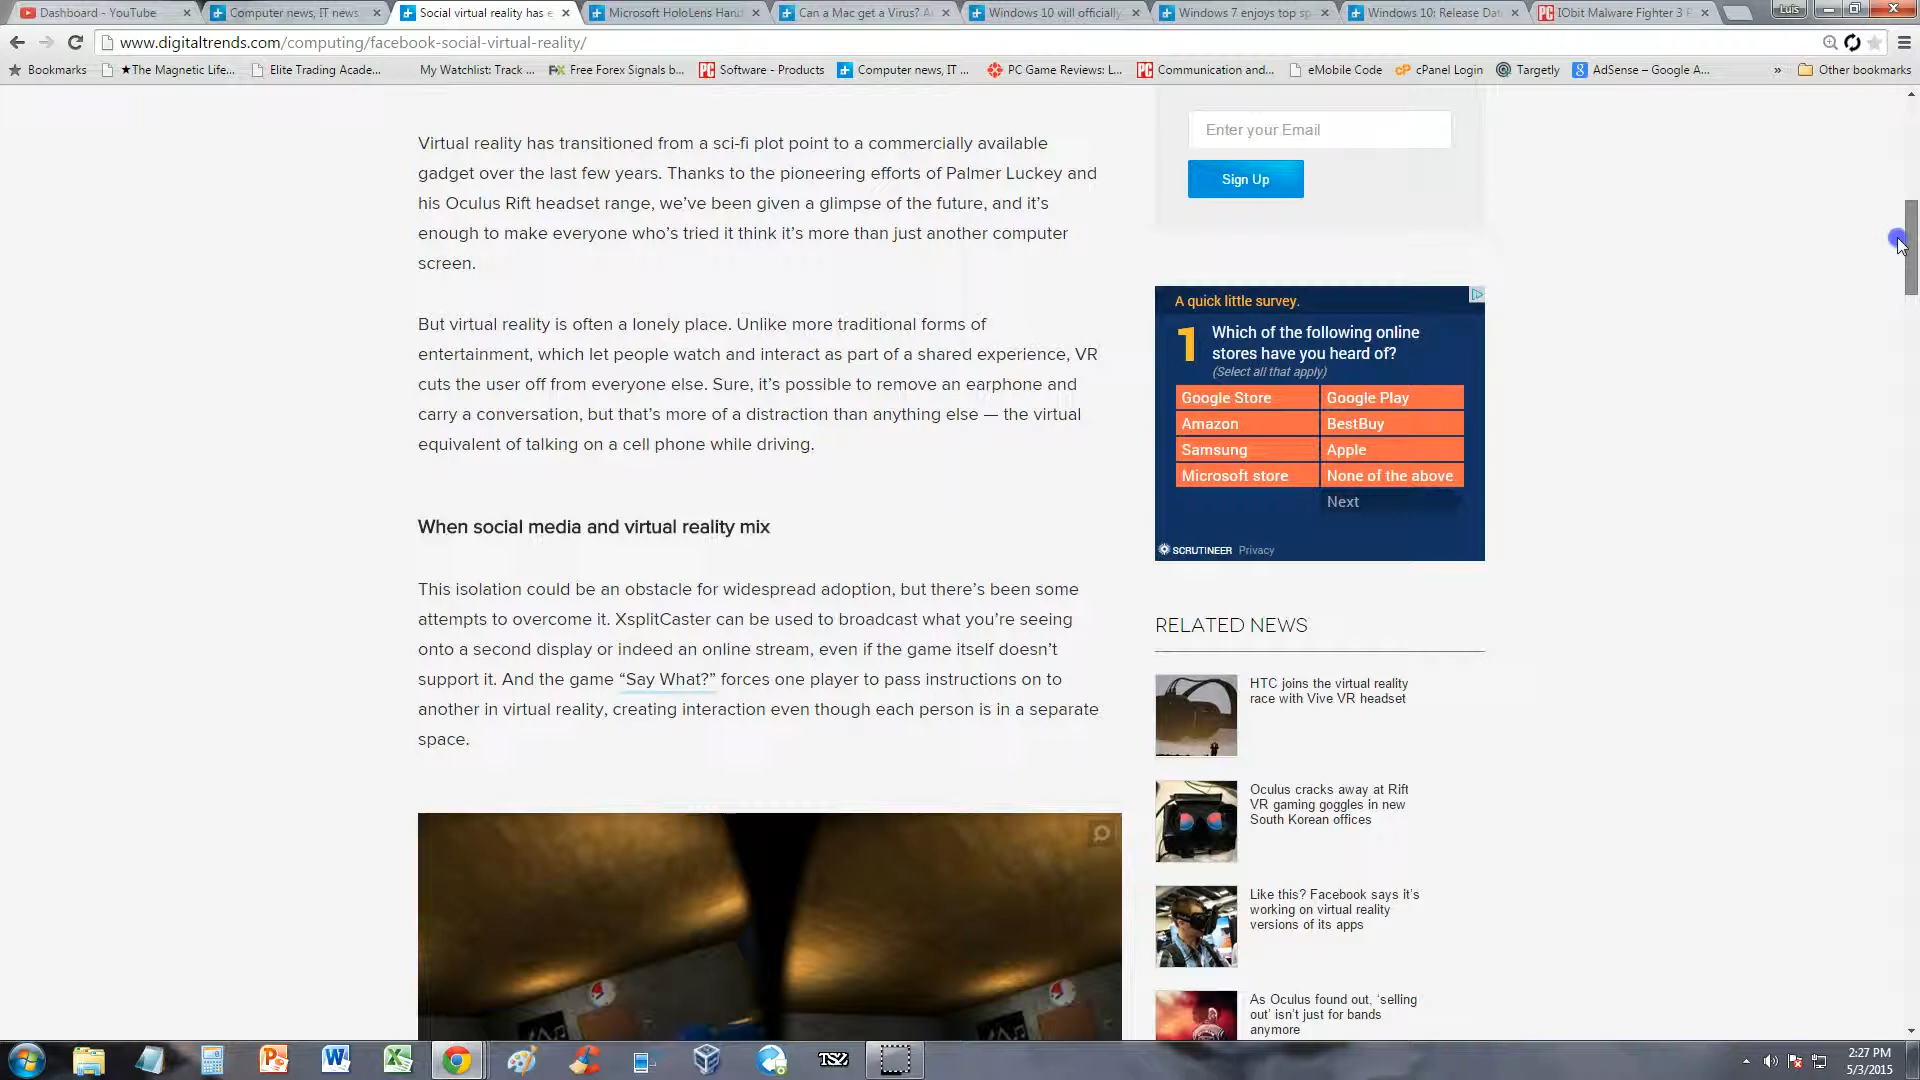 Dashboard - YouTube
Computer news, IT news
Social virtual reality has e
Microsoft HoloLens Hand
Can a Mac get a Virus? A
Windows 10 will officially
Windows 7 enjoys top sp
Windows 10: Release Dat
IObit Malware Fighter 3 P
Luis
www.digitaltrends.com/computing/facebook-social-virtual-reality/
Bookmarks
★The Magnetic Life...
Elite Trading Acade...
My Watchlist: Track ...
Free Forex Signals b...
Software - Products
Computer news, IT ...
PC Game Reviews: L...
Communication and...
eMobile Code
cPanel Login
Targetly
AdSense – Google A...
»
Other bookmarks
Virtual reality has transitioned from a sci-fi plot point to a commercially available
gadget over the last few years. Thanks to the pioneering efforts of Palmer Luckey and
his Oculus Rift headset range, we’ve been given a glimpse of the future, and it’s
enough to make everyone who’s tried it think it’s more than just another computer
screen.
But virtual reality is often a lonely place. Unlike more traditional forms of
entertainment, which let people watch and interact as part of a shared experience, VR
cuts the user off from everyone else. Sure, it’s possible to remove an earphone and
carry a conversation, but that’s more of a distraction than anything else — the virtual
equivalent of talking on a cell phone while driving.
When social media and virtual reality mix
This isolation could be an obstacle for widespread adoption, but there’s been some
attempts to overcome it. XsplitCaster can be used to broadcast what you’re seeing
onto a second display or indeed an online stream, even if the game itself doesn’t
support it. And the game “Say What?” forces one player to pass instructions on to
another in virtual reality, creating interaction even though each person is in a separate
space.
Enter your Email
Sign Up
A quick little survey.
1
Which of the following online
stores have you heard of?
(Select all that apply)
Google Store
Google Play
Amazon
BestBuy
Samsung
Apple
Microsoft store
None of the above
Next
SCRUTINEER Privacy
RELATED NEWS
HTC joins the virtual reality
race with Vive VR headset
Oculus cracks away at Rift
VR gaming goggles in new
South Korean offices
Like this? Facebook says it’s
working on virtual reality
versions of its apps
As Oculus found out, ‘selling
out’ isn’t just for bands
anymore
TS2
2:27 PM
5/3/2015